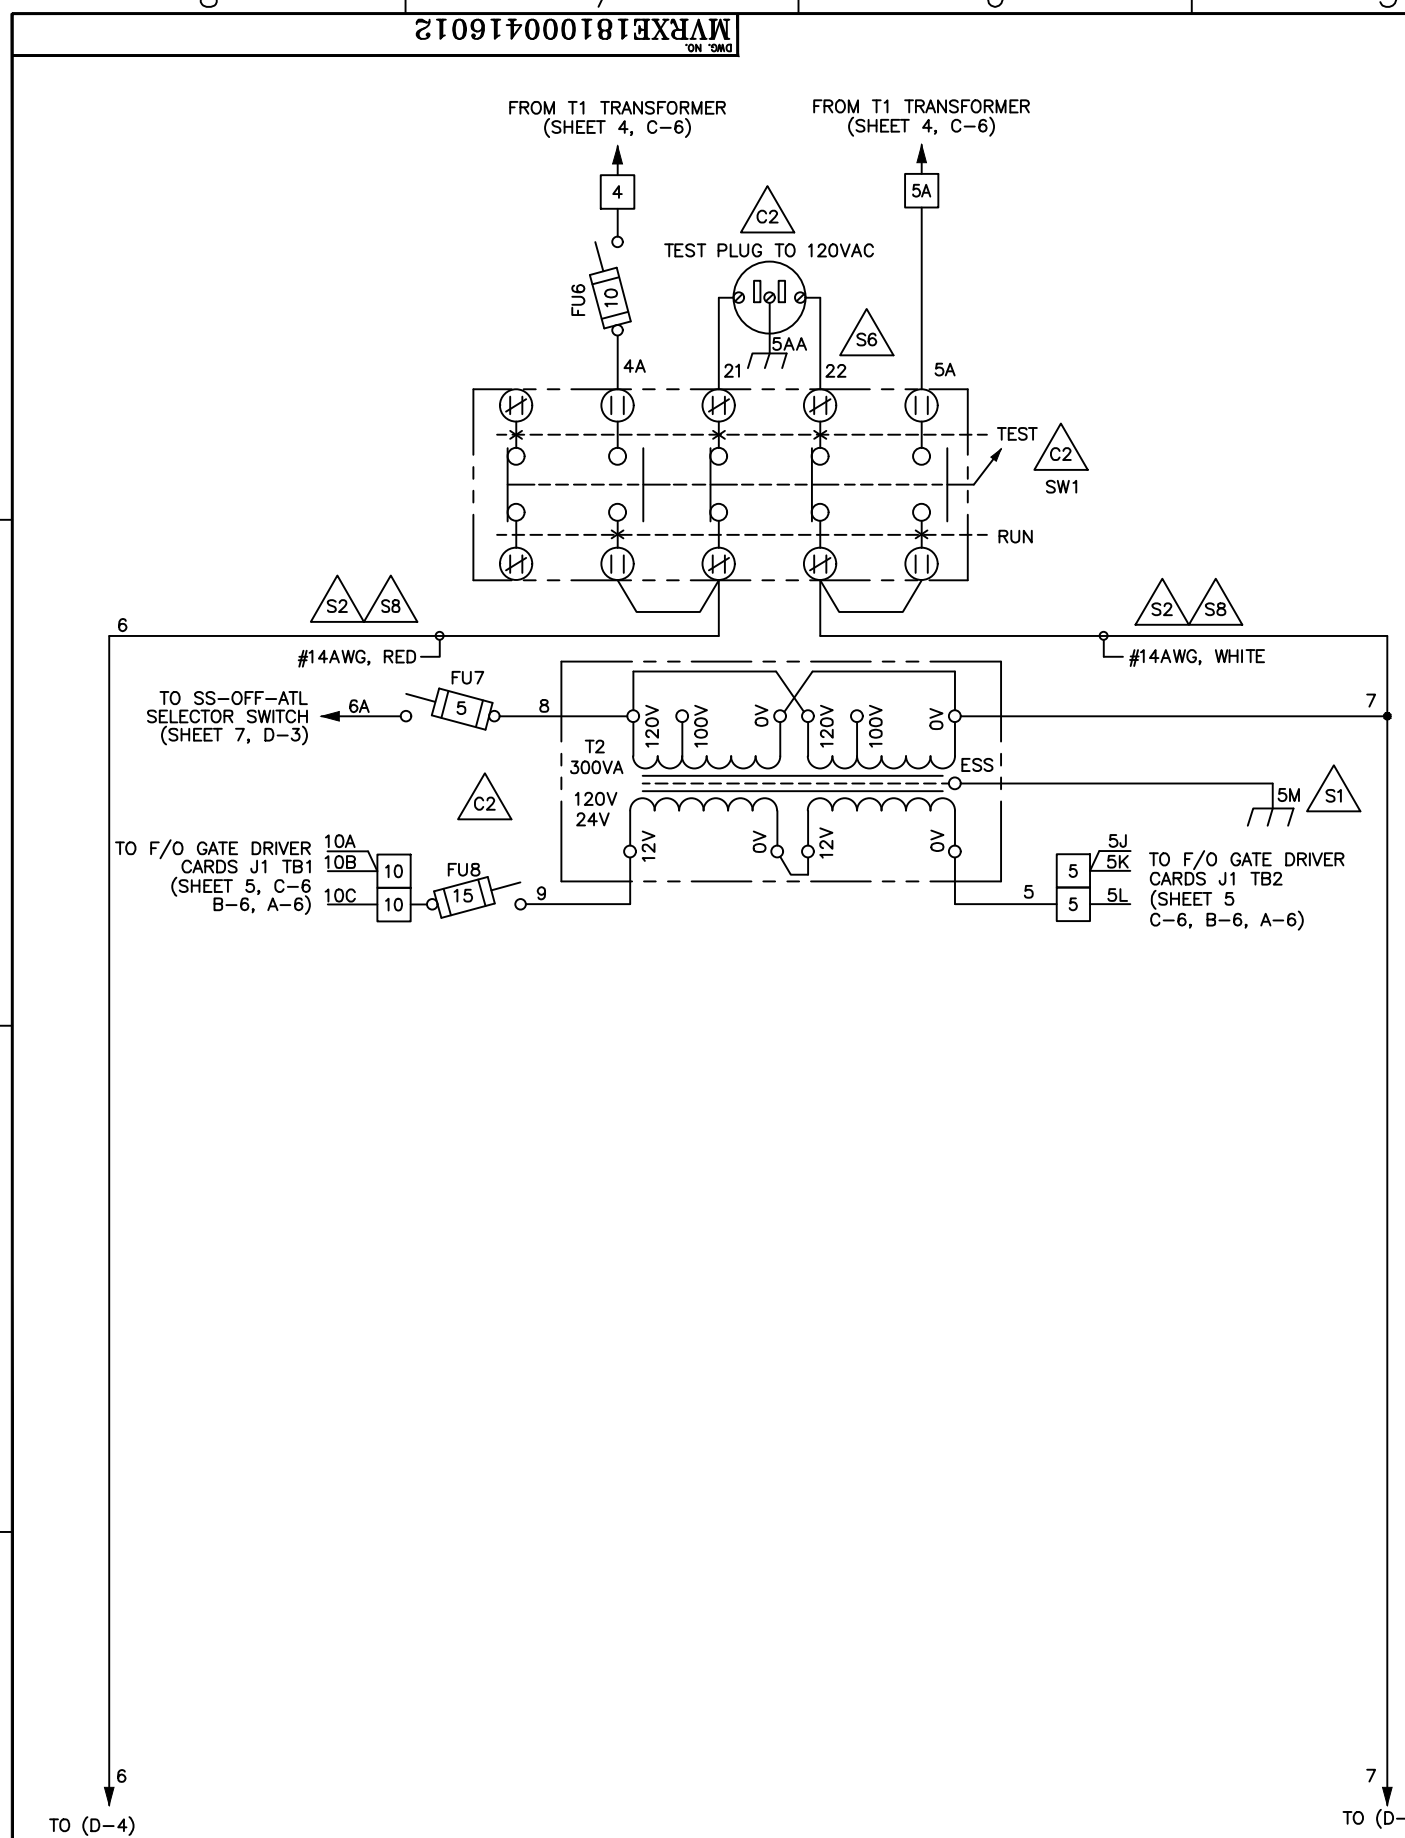 MVRXE181000416012
DWG. NO.
FROM T1 TRANSFORMER
(SHEET 4, C-6)
FROM T1 TRANSFORMER
(SHEET 4, C-6)
4
5A
C2
TEST PLUG TO 120VAC
FU6
10
S6
5AA
4A
21
22
5A
TEST
C2
SW1
RUN
S2
S8
S2
S8
6
#14AWG, RED
#14AWG, WHITE
FU7
TO SS-OFF-ATL
SELECTOR SWITCH
(SHEET 7, D-3)
6A
5
8
7
120V
100V
0V
120V
100V
0V
T2
300VA
120V
24V
ESS
C2
5M
S1
12V
0V
12V
0V
TO F/O GATE DRIVER
CARDS J1 TB1
(SHEET 5, C-6
B-6, A-6)
10A
10B
10C
10
10
FU8
15
9
5
5
5
5J
5K
5L
TO F/O GATE DRIVER
CARDS J1 TB2
(SHEET 5
C-6, B-6, A-6)
6
TO (D-4)
7
TO (D-